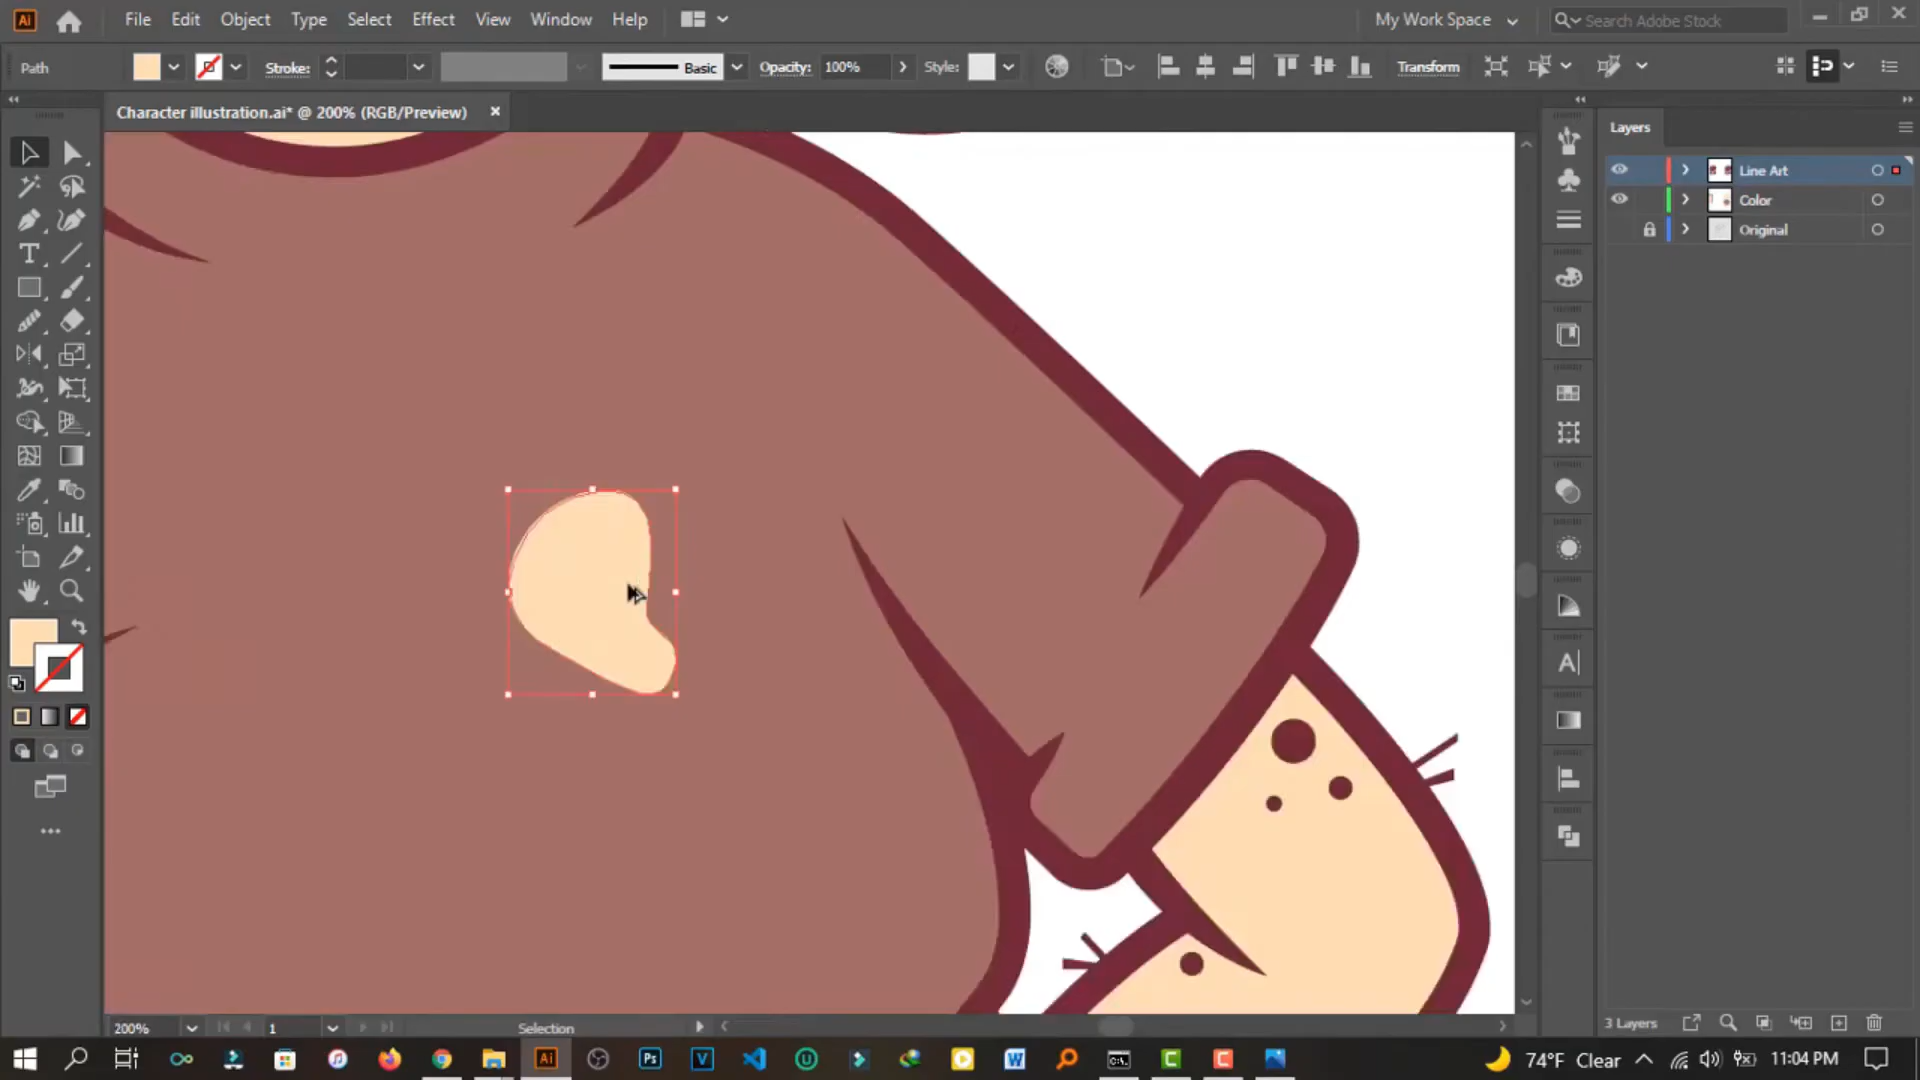 Ai File Edit Object Type Select Effect View Window Help My Work Space Search Adobe Stock
Path Stroke: Basic Opacity: 100% Style: Transform
Character illustration.ai* @ 200% (RGB/Preview)
Layers
Line Art
Color
Original
200% 1 Selection 3 Layers
Ai Ps V W C:\ C C 74°F Clear 11:04 PM